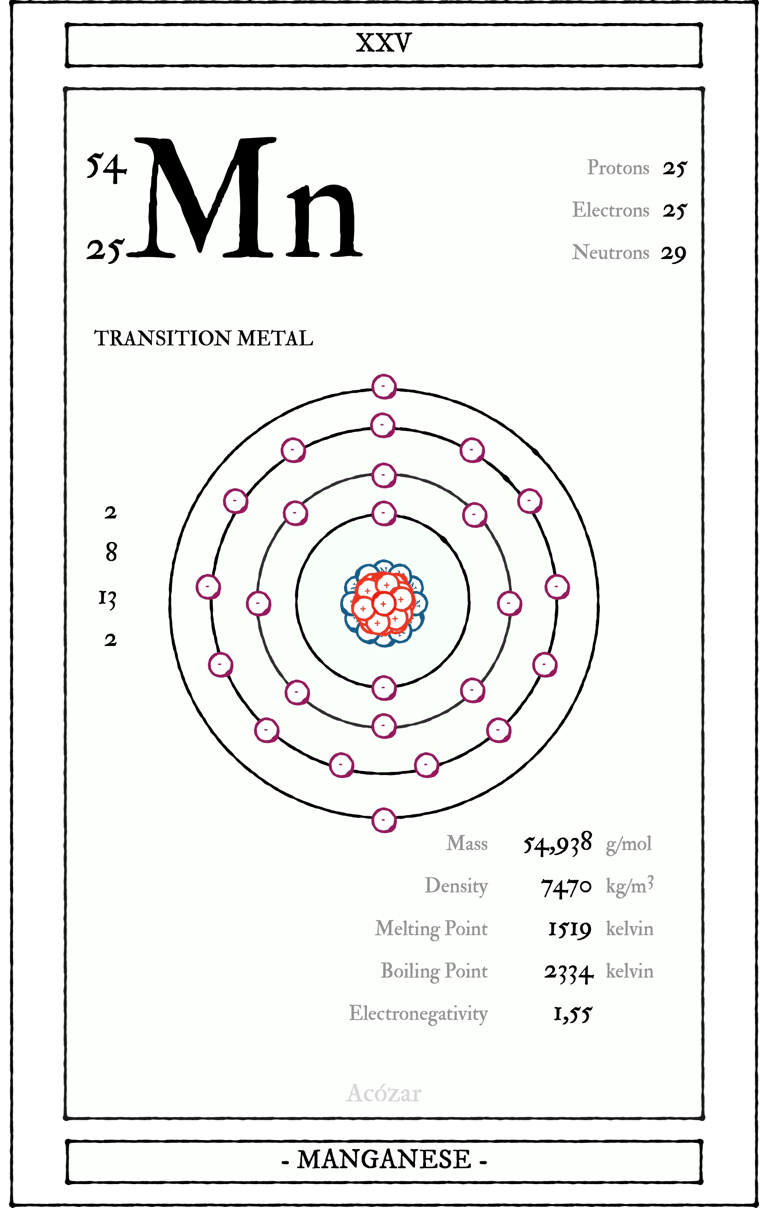 XXV
54
Mn
25
Protons 25
Electrons 25
Neutrons 29
TRANSITION METAL
2
8
13
2
Mass 54,938 g/mol
Density 7470 kg/m³
Melting Point 1519 kelvin
Boiling Point 2334 kelvin
Electronegativity 1,55
Acózar
- MANGANESE -